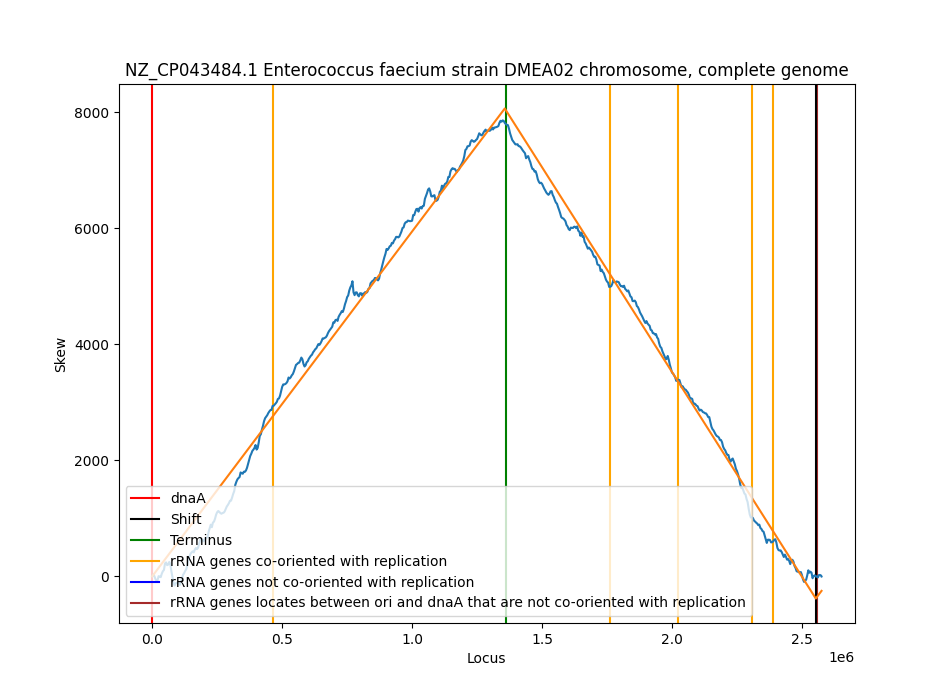 NZ_CP043484.1 Enterococcus faecium strain DMEA02 chromosome, complete genome
8000
6000
4000
2000
0
Skew
dnaA
Shift
Terminus
rRNA genes co-oriented with replication
rRNA genes not co-oriented with replication
rRNA genes locates between ori and dnaA that are not co-oriented with replication
0.0 0.5 1.0 1.5 2.0 2.5
1e6
Locus